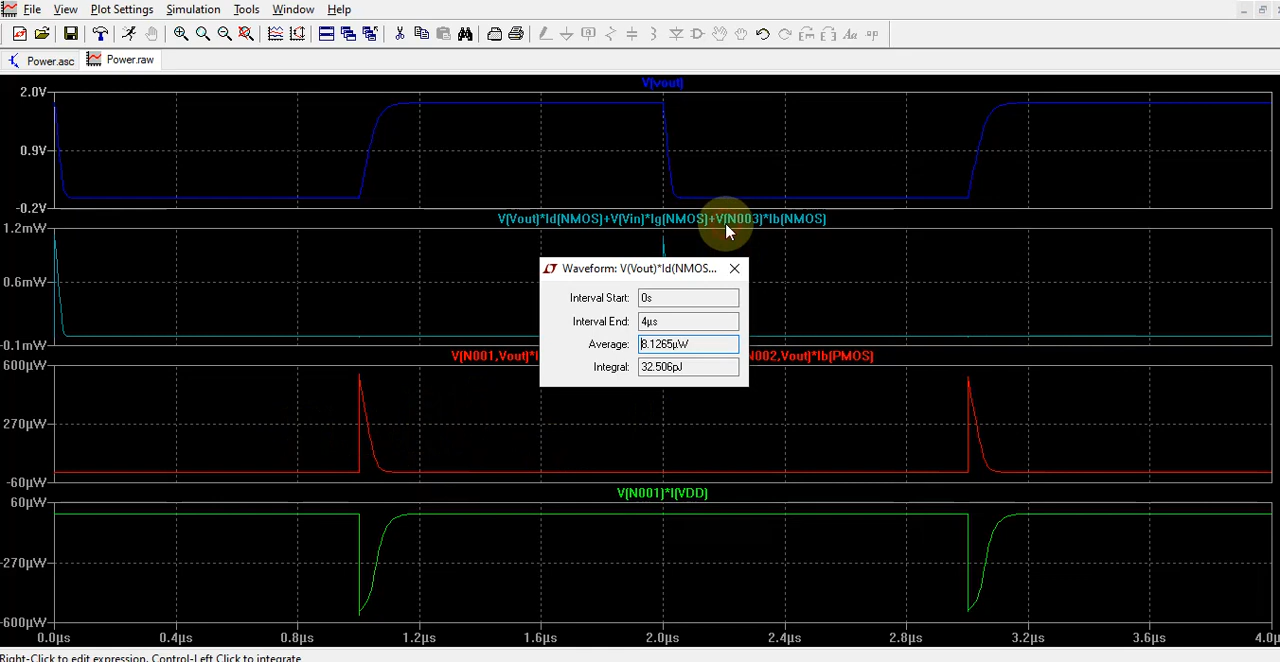 File View Plot Settings Simulation Tools Window Help
Power.asc Power.raw
V(vout)
2.0V
0.9V
-0.2V
V(Vout)*Id(NMOS)+V(Vin)*Ig(NMOS)+V(N003)*Ib(NMOS)
1.2mW
0.6mW
-0.1mW
Waveform: V(Vout)*Id(NMOS...
Interval Start: 0s
Interval End: 4µs
Average: 8.1265µW
Integral: 32.506pJ
V(N001,Vout)*I N002,Vout)*Ib(PMOS)
600µW
270µW
-60µW
V(N001)*I(VDD)
60µW
-270µW
-600µW
0.0µs 0.4µs 0.8µs 1.2µs 1.6µs 2.0µs 2.4µs 2.8µs 3.2µs 3.6µs 4.0µ
Right-Click to edit expression. Control-Left Click to integrate